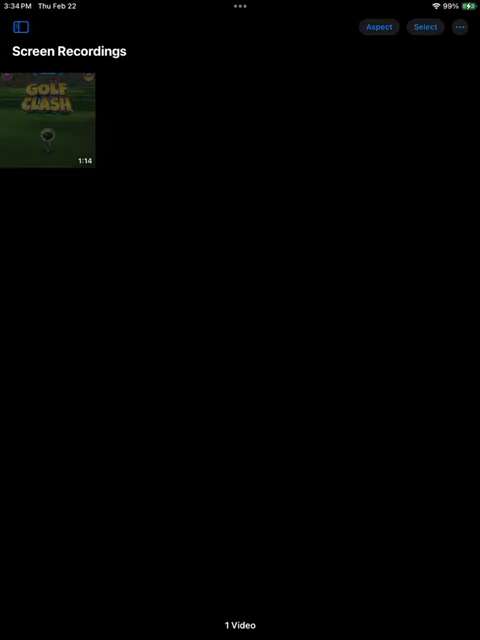 3:34 PM Thu Feb 22
99%
Aspect
Select
Screen Recordings
GOLF
CLASH
1:14
1 Video